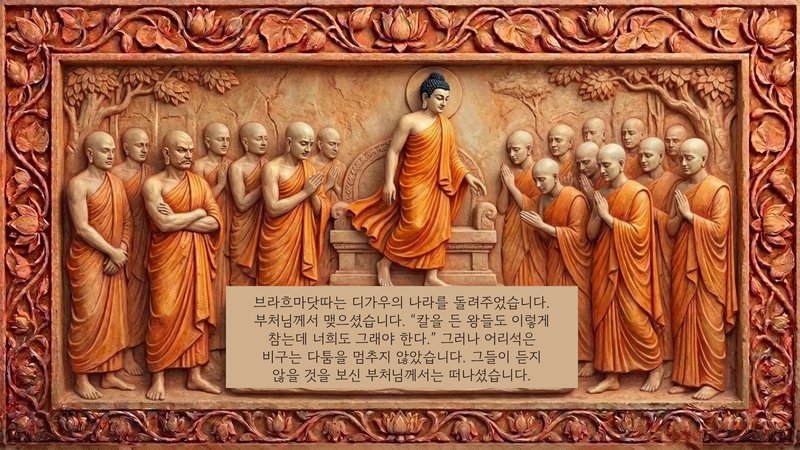 브라흐마닷따는 디가우의 나라를 돌려주었습니다.
부처님께서 맺으셨습니다. “칼을 든 왕들도 이렇게
참는데 너희도 그래야 한다.” 그러나 어리석은
비구는 다툼을 멈추지 않았습니다. 그들이 듣지
않을 것을 보신 부처님께서는 떠나셨습니다.